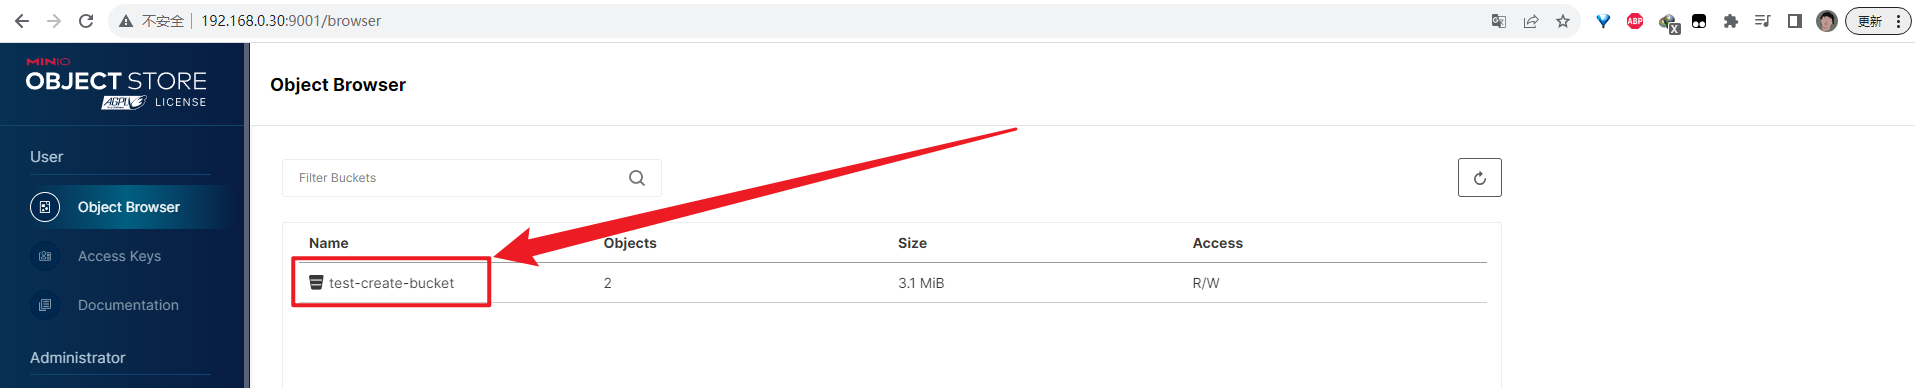 不安全 192.168.0.30:9001/browser
ABP
X
更新
MINIO
OBJECT STORE
AGPLv3 LICENSE
Object Browser
User
Filter Buckets
Object Browser
Name Objects Size Access
Access Keys
test-create-bucket 2 3.1 MiB R/W
Documentation
Administrator